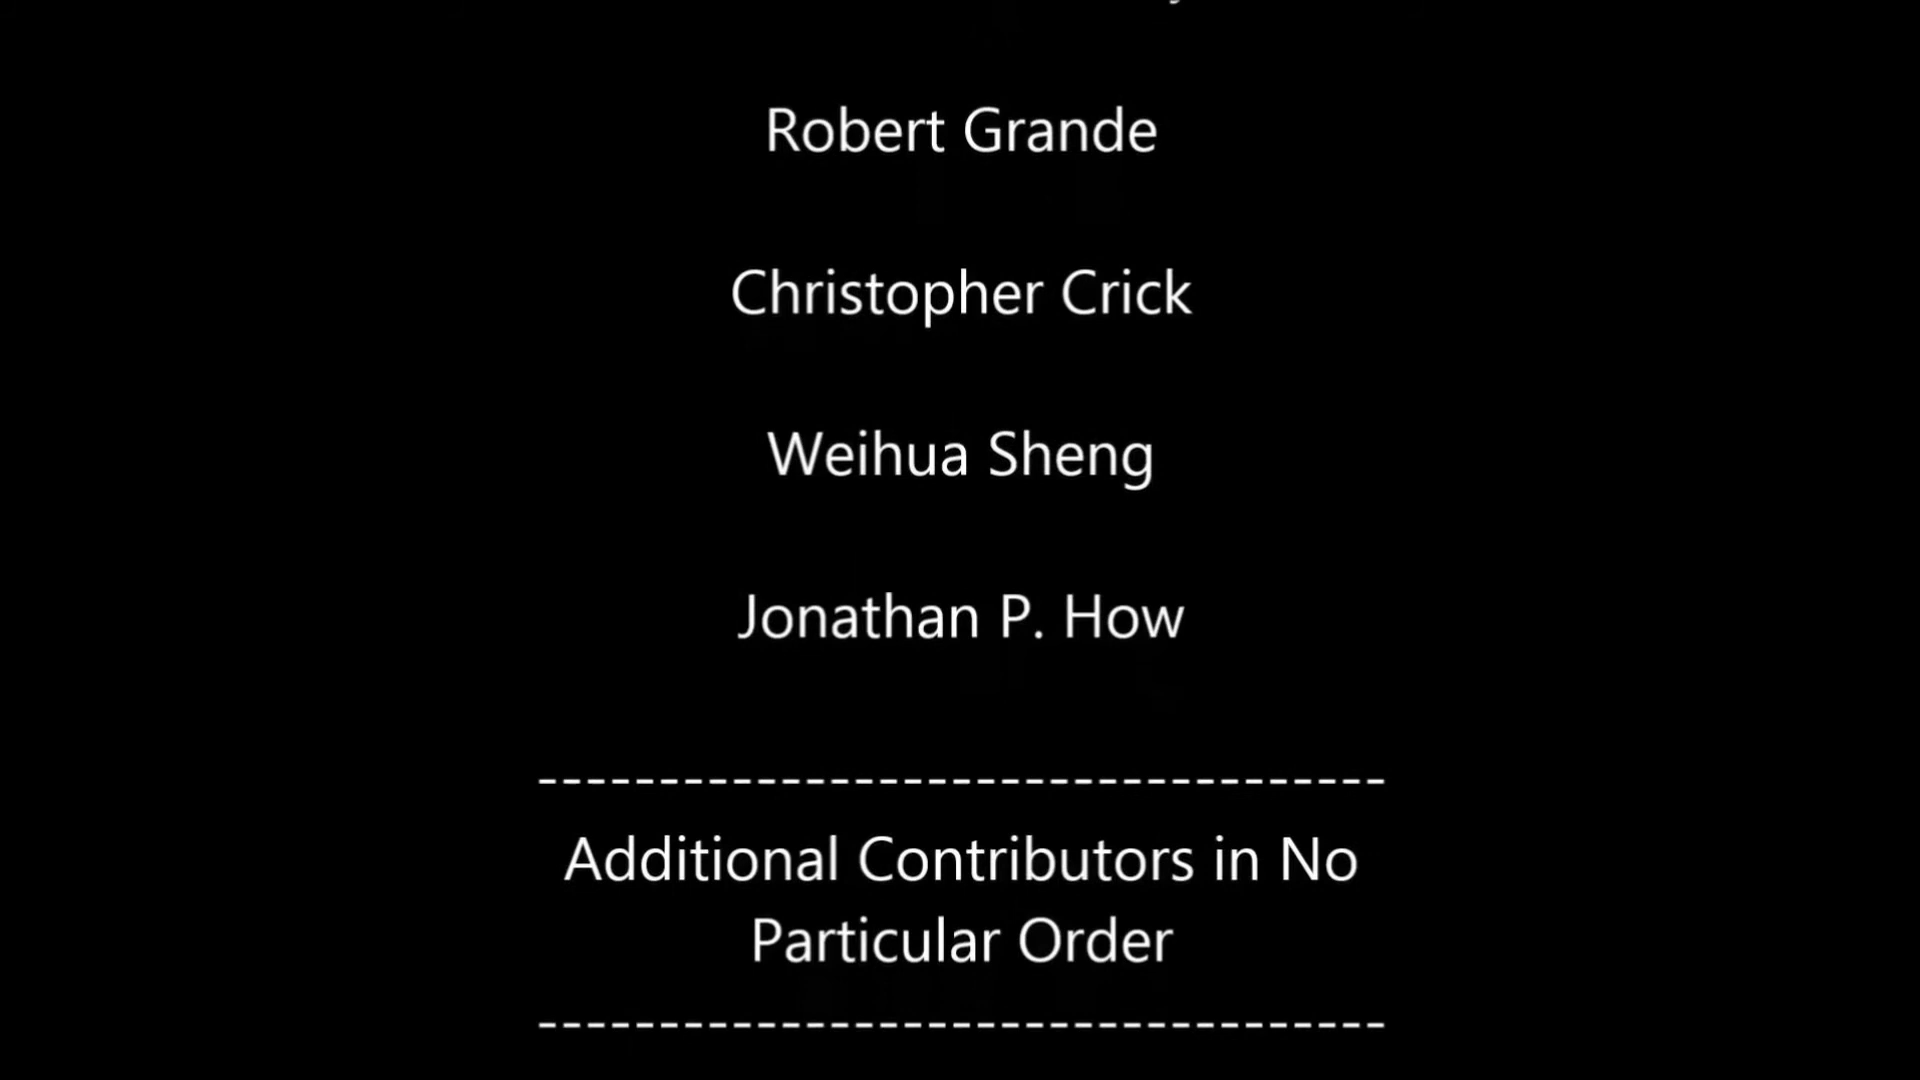 Robert Grande
Christopher Crick
Weihua Sheng
Jonathan P. How
-----------------------------------
Additional Contributors in No
Particular Order
-----------------------------------